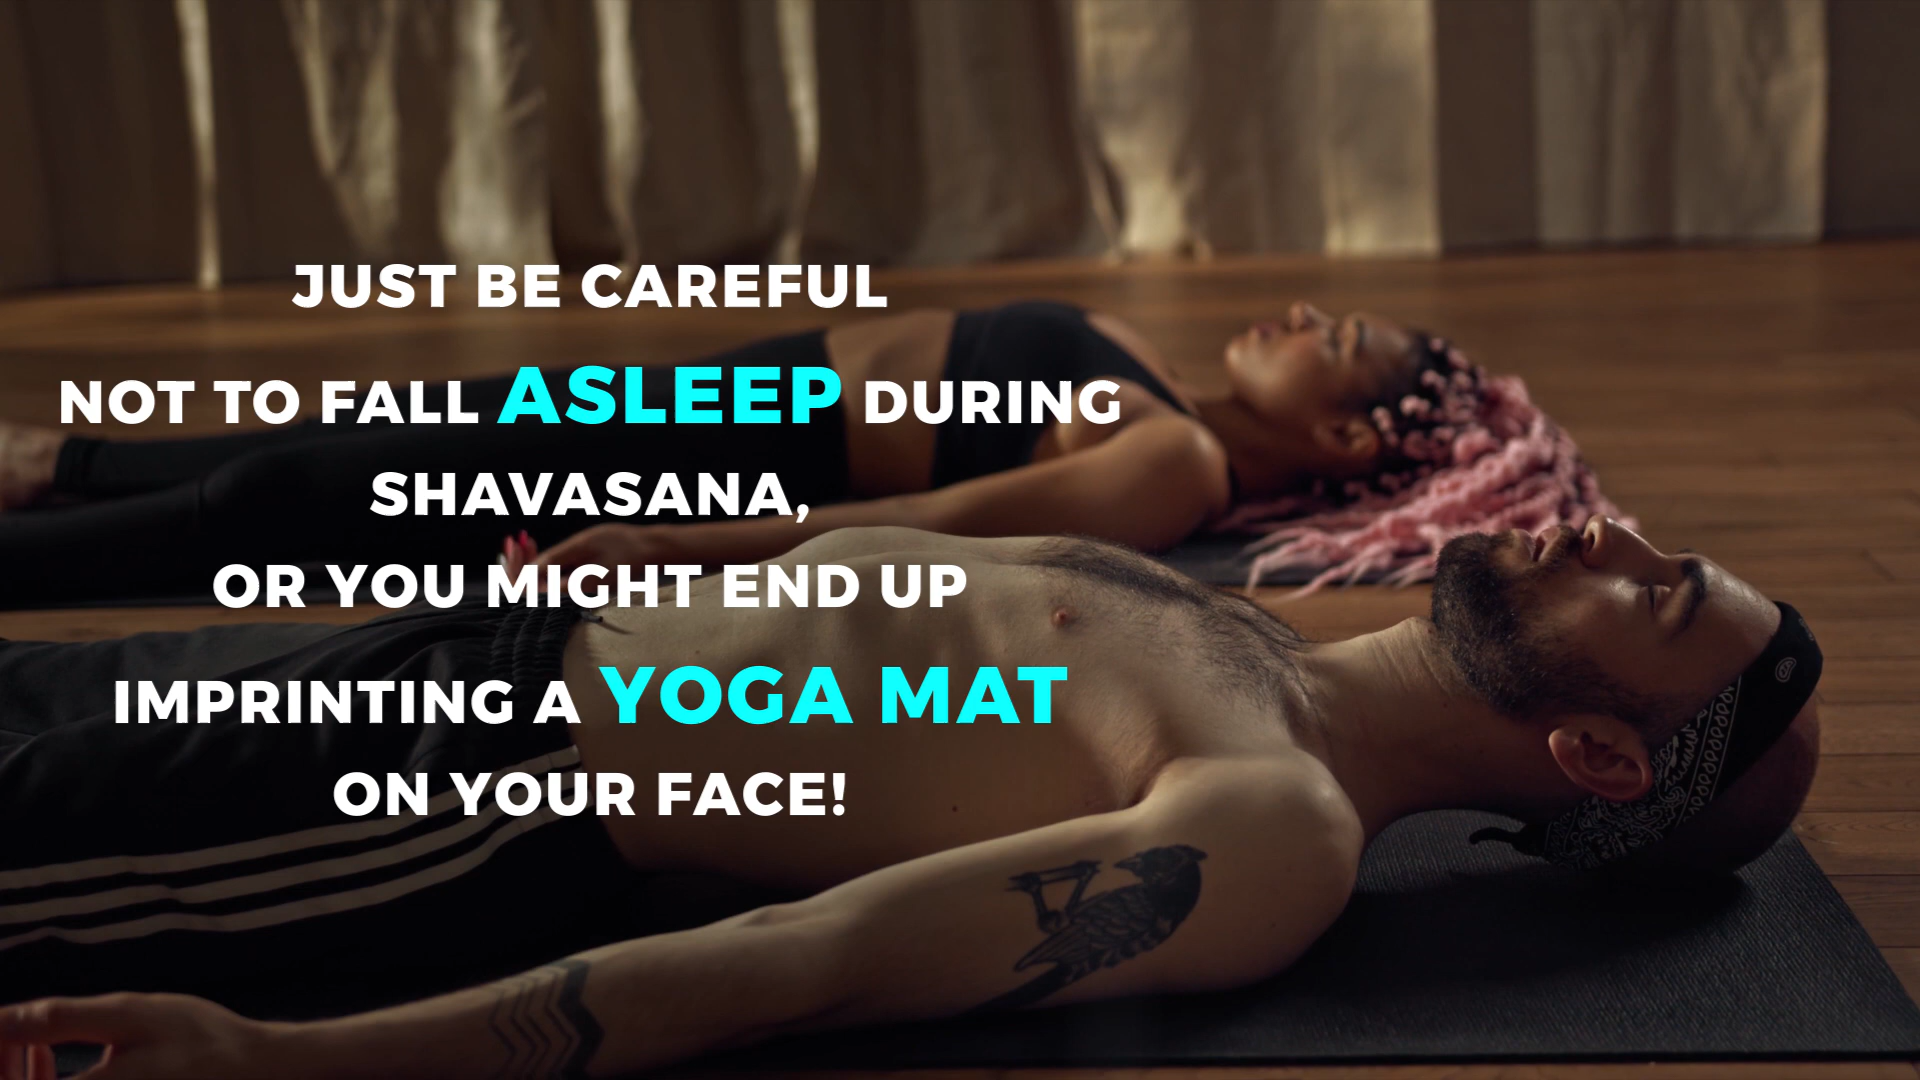 JUST BE CAREFUL
NOT TO FALL ASLEEP DURING
SHAVASANA,
OR YOU MIGHT END UP
IMPRINTING A YOGA MAT
ON YOUR FACE!